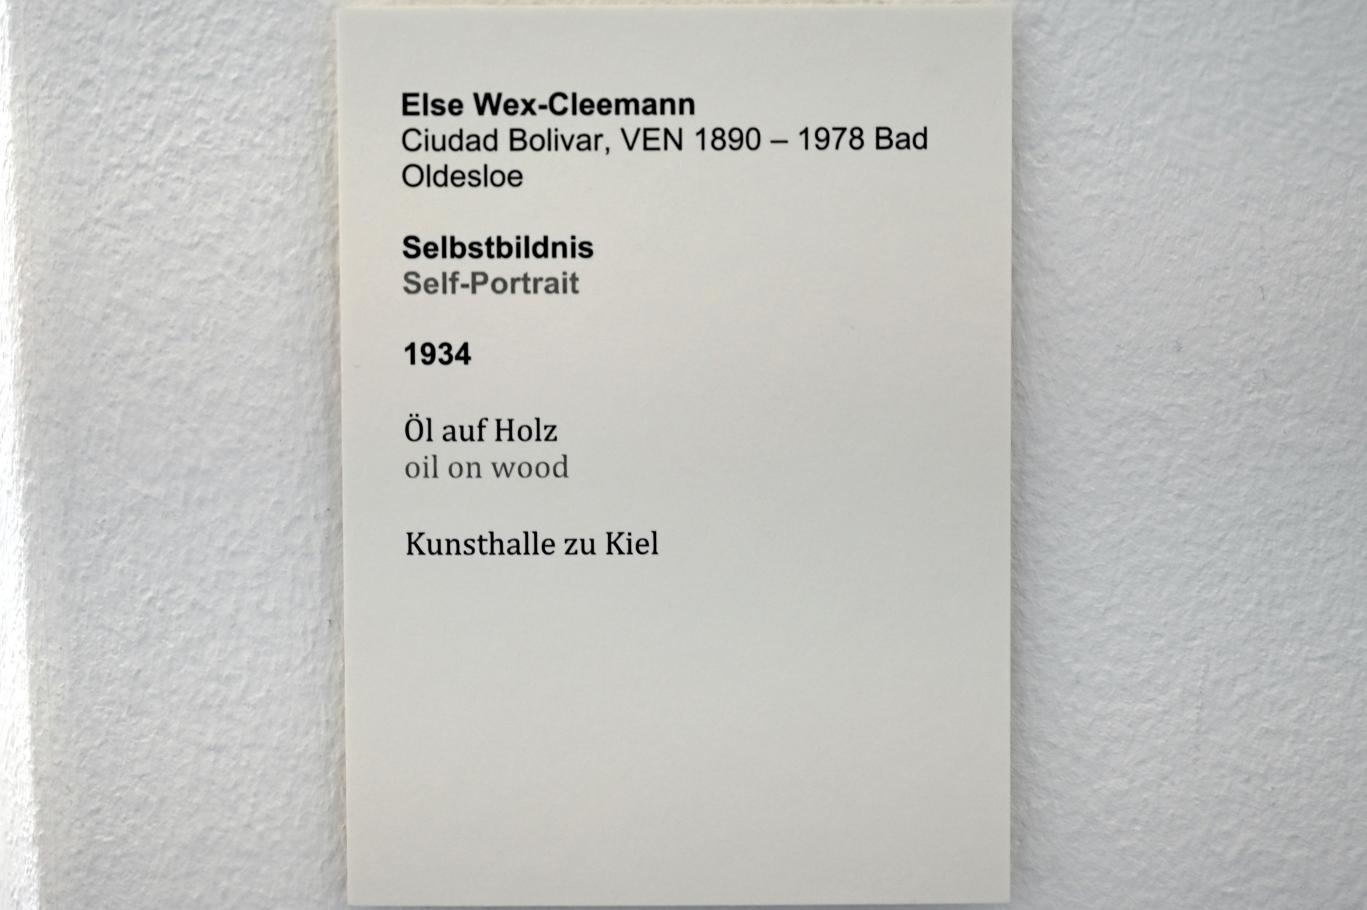 Else Wex-Cleemann
Ciudad Bolivar, VEN 1890 – 1978 Bad
Oldesloe
Selbstbildnis
Self-Portrait
1934
Öl auf Holz
oil on wood
Kunsthalle zu Kiel